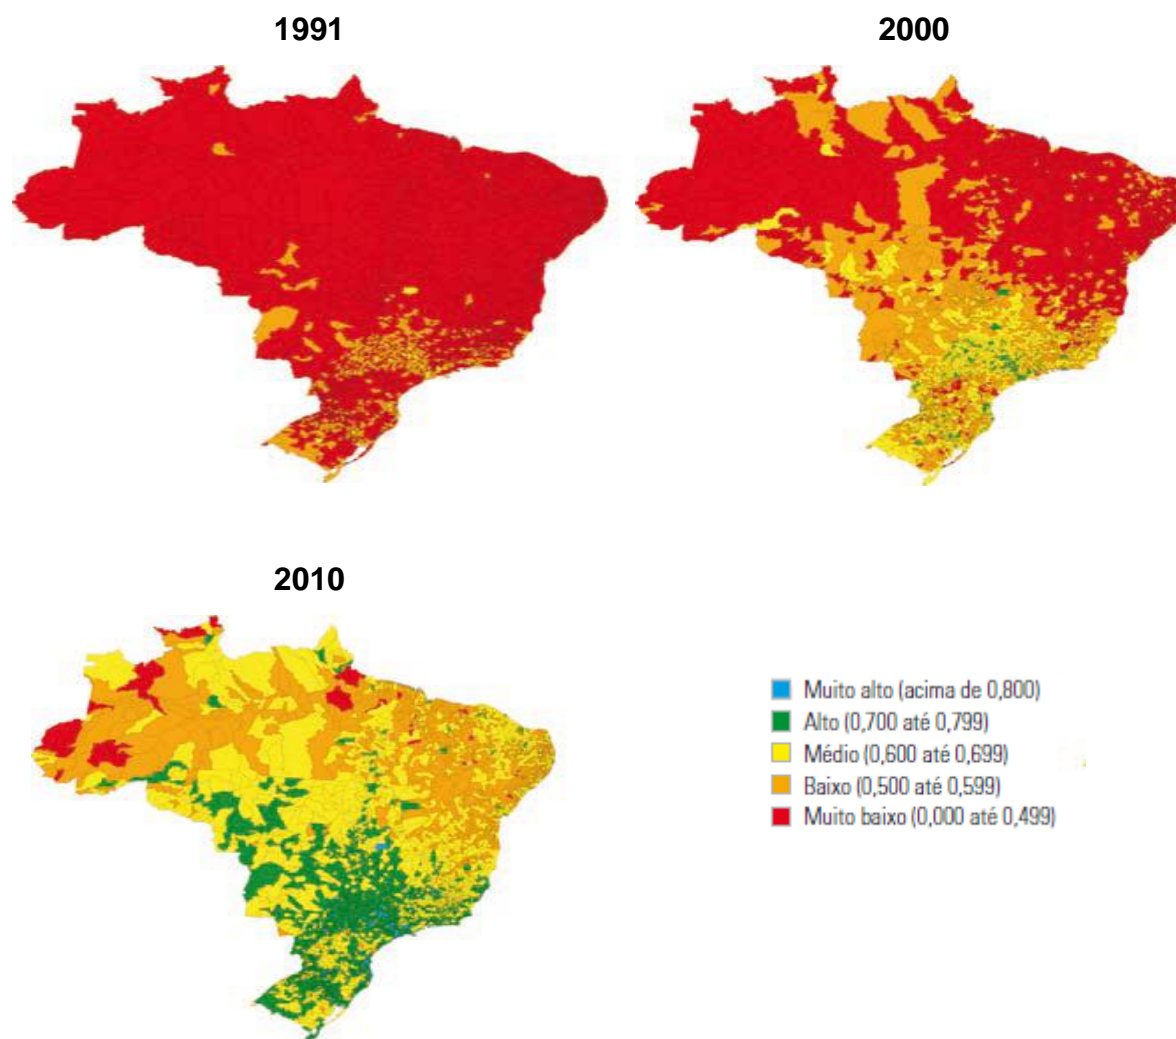 1991
2000
2010
Muito alto (acima de 0,800)
Alto (0,700 até 0,799)
Médio (0,600 até 0,699)
Baixo (0,500 até 0,599)
Muito baixo (0,000 até 0,499)